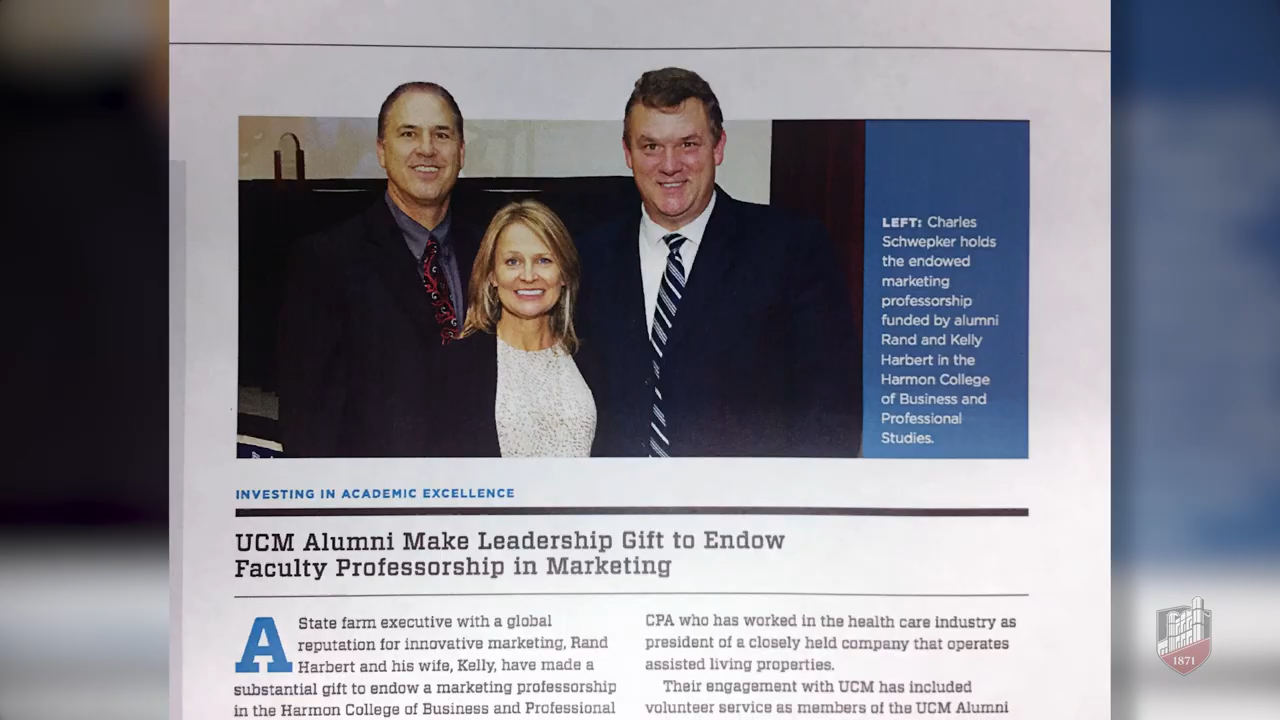 LEFT: Charles
Schwepker holds
the endowed
marketing
professorship
funded by alumni
Rand and Kelly
Harbert in the
Harmon College
of Business and
Professional
Studies.
INVESTING IN ACADEMIC EXCELLENCE
UCM Alumni Make Leadership Gift to Endow
Faculty Professorship in Marketing
A State farm executive with a global
reputation for innovative marketing, Rand
Harbert and his wife, Kelly, have made a
substantial gift to endow a marketing professorship
in the Harmon College of Business and Professional
CPA who has worked in the health care industry as
president of a closely held company that operates
assisted living properties.
Their engagement with UCM has included
volunteer service as members of the UCM Alumni
1871